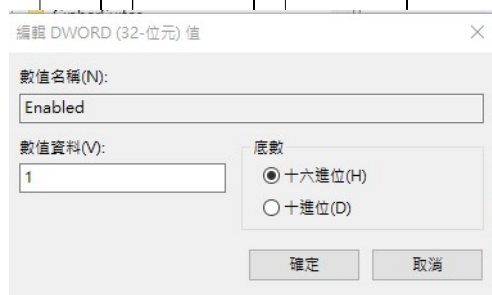 編輯 DWORD (32-位元) 值
數值名稱(N):
Enabled
數值資料(V):
1
底數
十六進位(H)
十進位(D)
確定
取消